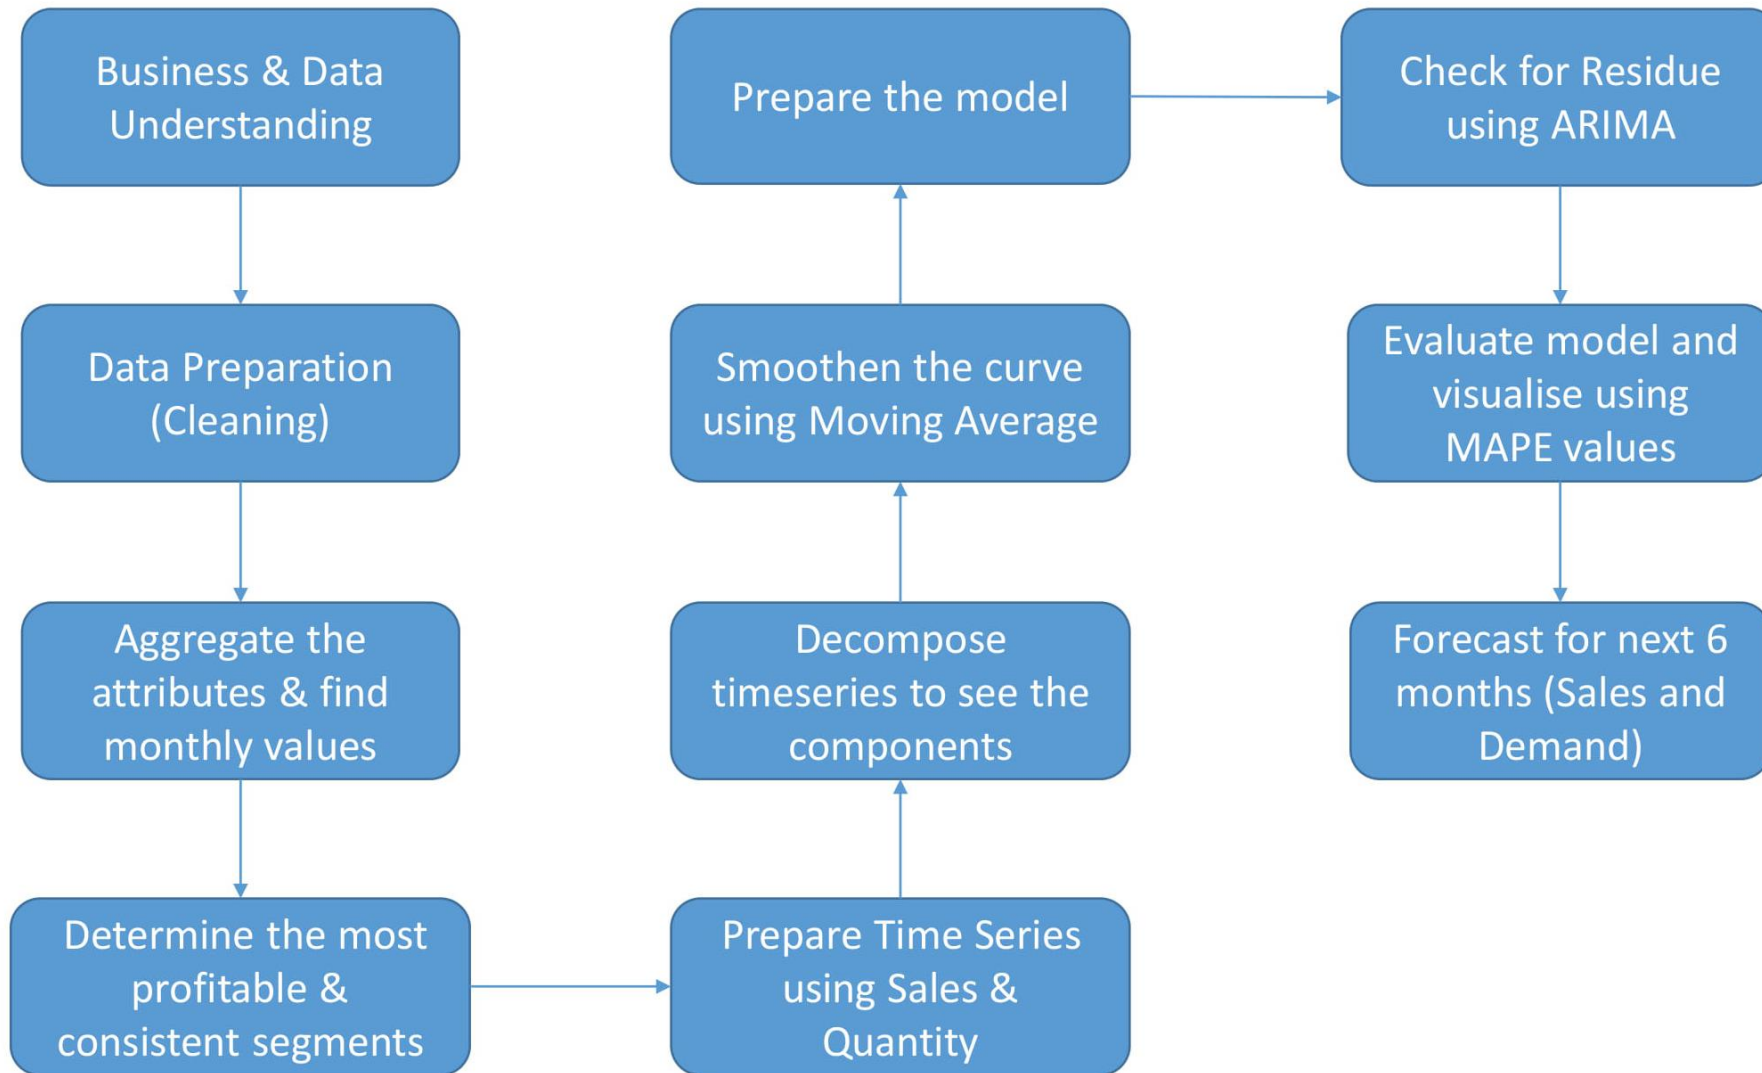 Business & Data
Understanding
Data Preparation
(Cleaning)
Aggregate the
attributes & find
monthly values
Determine the most
profitable &
consistent segments
Prepare Time Series
using Sales &
Quantity
Decompose
timeseries to see the
components
Smoothen the curve
using Moving Average
Prepare the model
Check for Residue
using ARIMA
Evaluate model and
visualise using
MAPE values
Forecast for next 6
months (Sales and
Demand)